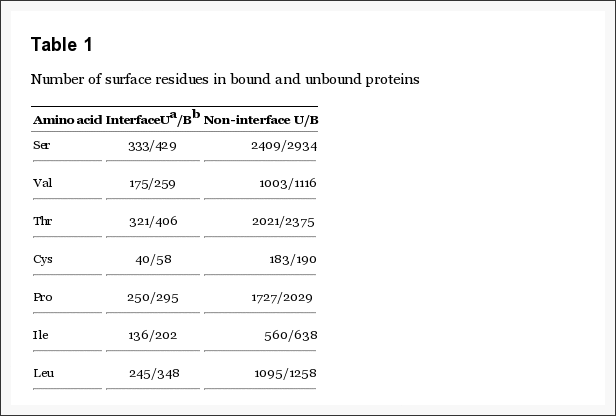 Table 1
Number of surface residues in bound and unbound proteins
Amino acid InterfaceUa/Bb Non-interface U/B
Ser 333/429 2409/2934
Val 175/259 1003/1116
Thr 321/406 2021/2375
Cys 40/58 183/190
Pro 250/295 1727/2029
Ile 136/202 560/638
Leu 245/348 1095/1258